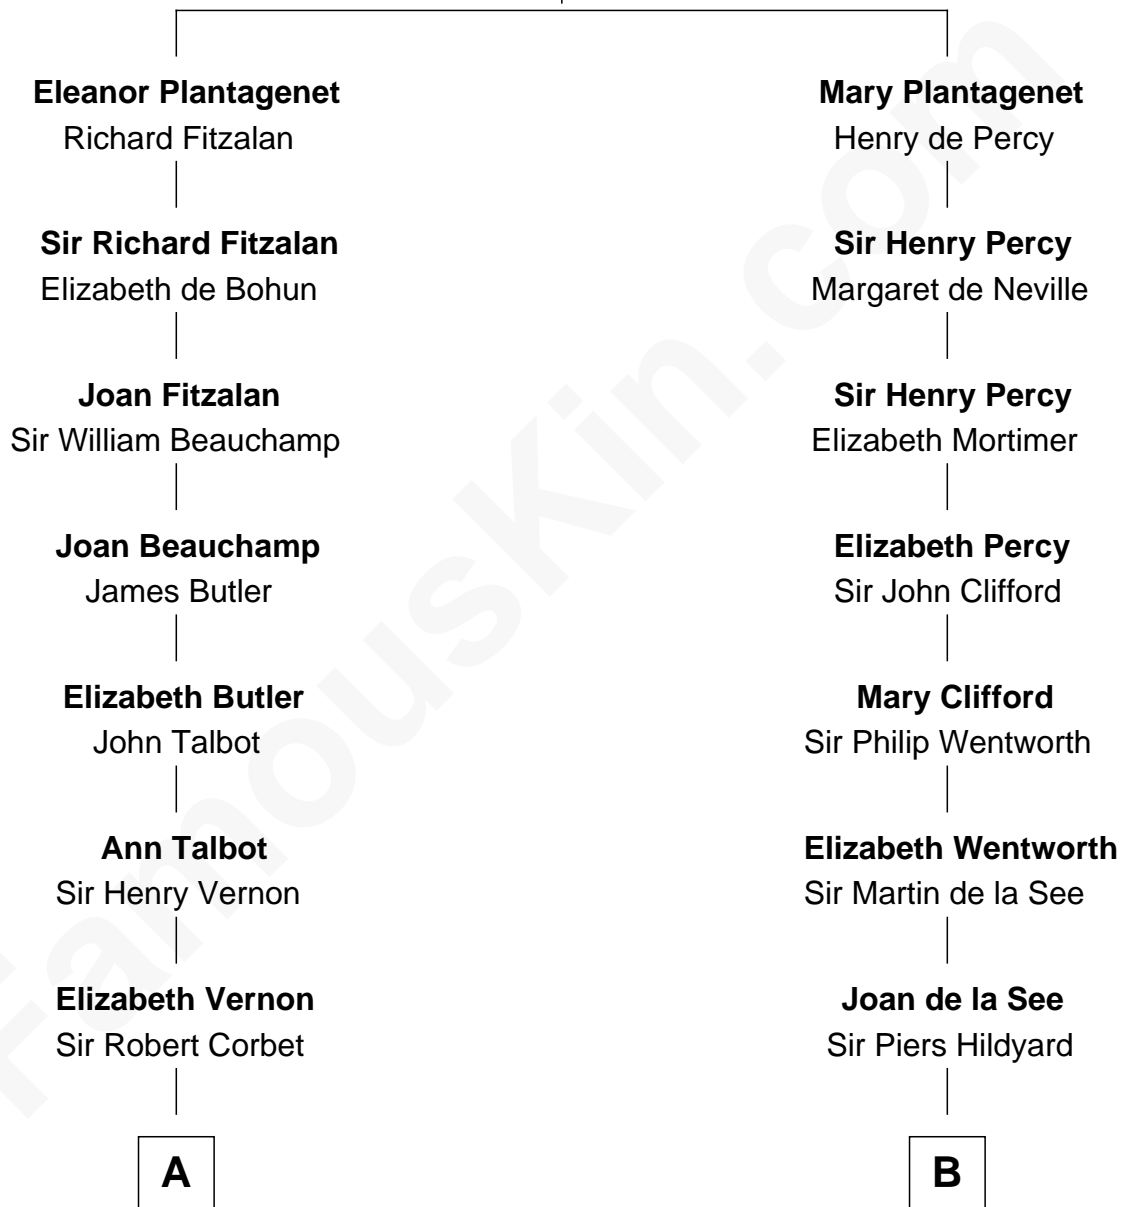 Eleanor Plantagenet
Richard Fitzalan
Sir Richard Fitzalan
Elizabeth de Bohun
Joan Fitzalan
Sir William Beauchamp
Joan Beauchamp
James Butler
Elizabeth Butler
John Talbot
Ann Talbot
Sir Henry Vernon
Elizabeth Vernon
Sir Robert Corbet
A
Mary Plantagenet
Henry de Percy
Sir Henry Percy
Margaret de Neville
Sir Henry Percy
Elizabeth Mortimer
Elizabeth Percy
Sir John Clifford
Mary Clifford
Sir Philip Wentworth
Elizabeth Wentworth
Sir Martin de la See
Joan de la See
Sir Piers Hildyard
B
FamousKin.com